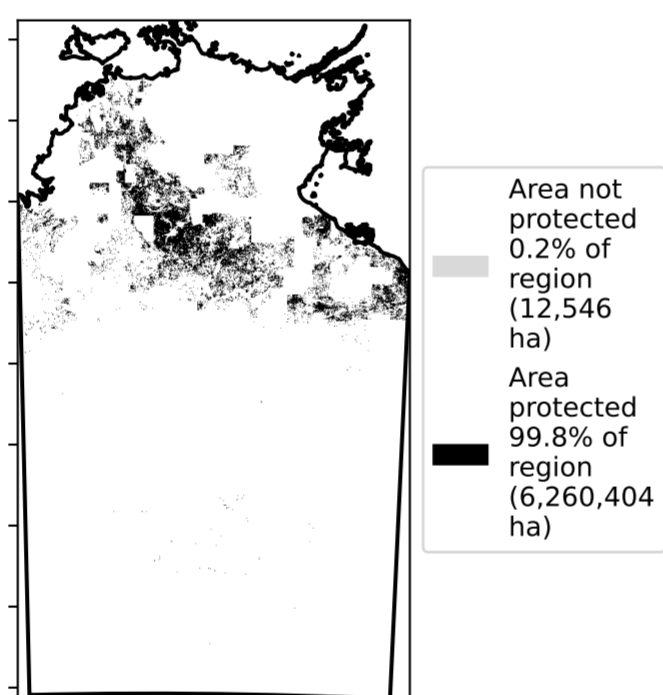 Area not
protected
0.2% of
region
(12,546
ha)
Area
protected
99.8% of
region
(6,260,404
ha)